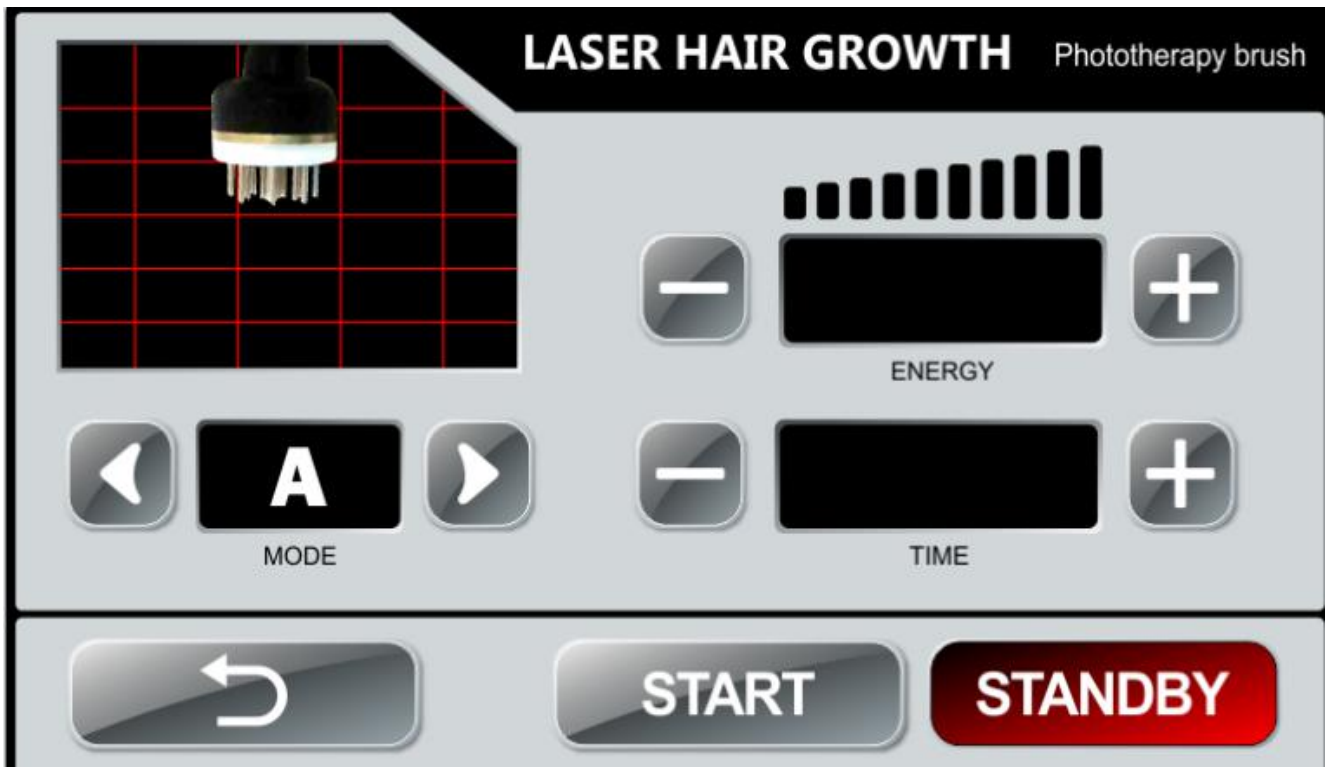 LASER HAIR GROWTH Phototherapy brush
ENERGY
A
MODE
TIME
START
STANDBY